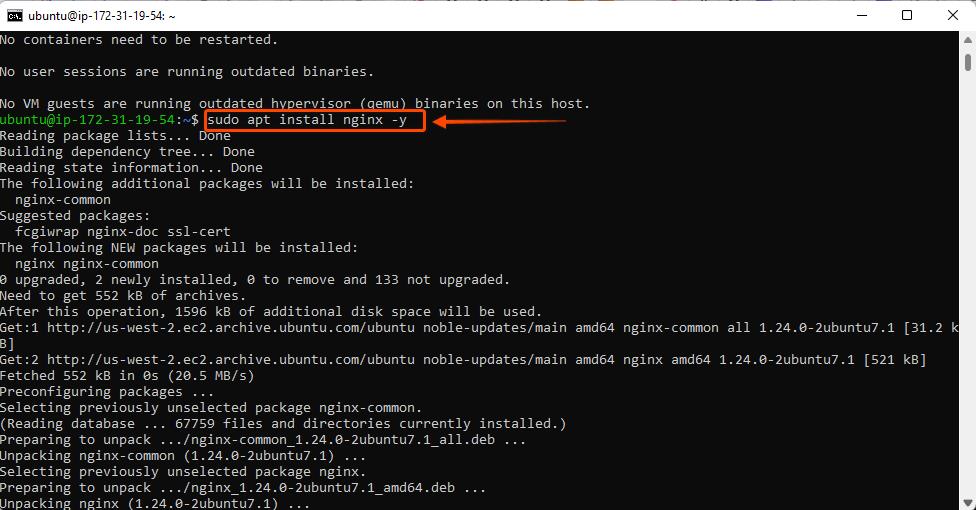 ubuntu@ip-172-31-19-54: ~
No containers need to be restarted.
No user sessions are running outdated binaries.
No VM guests are running outdated hypervisor (qemu) binaries on this host.
ubuntu@ip-172-31-19-54:~$ sudo apt install nginx -y
Reading package lists... Done
Building dependency tree... Done
Reading state information... Done
The following additional packages will be installed:
  nginx-common
Suggested packages:
  fcgiwrap nginx-doc ssl-cert
The following NEW packages will be installed:
  nginx nginx-common
0 upgraded, 2 newly installed, 0 to remove and 133 not upgraded.
Need to get 552 kB of archives.
After this operation, 1596 kB of additional disk space will be used.
Get:1 http://us-west-2.ec2.archive.ubuntu.com/ubuntu noble-updates/main amd64 nginx-common all 1.24.0-2ubuntu7.1 [31.2 k
B]
Get:2 http://us-west-2.ec2.archive.ubuntu.com/ubuntu noble-updates/main amd64 nginx amd64 1.24.0-2ubuntu7.1 [521 kB]
Fetched 552 kB in 0s (20.5 MB/s)
Preconfiguring packages ...
Selecting previously unselected package nginx-common.
(Reading database ... 67759 files and directories currently installed.)
Preparing to unpack .../nginx-common_1.24.0-2ubuntu7.1_all.deb ...
Unpacking nginx-common (1.24.0-2ubuntu7.1) ...
Selecting previously unselected package nginx.
Preparing to unpack .../nginx_1.24.0-2ubuntu7.1_amd64.deb ...
Unpacking nginx (1.24.0-2ubuntu7.1) ...